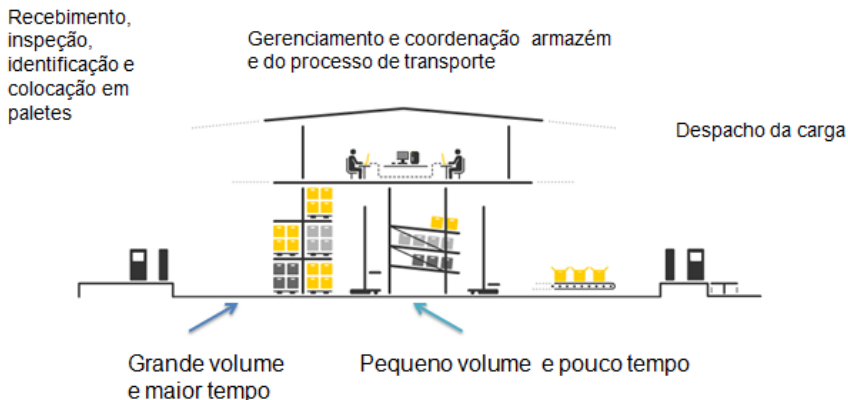 Recebimento,
inspeção,
identificação e
colocação em
paletes
Gerenciamento e coordenação armazém
e do processo de transporte
Despacho da carga
Grande volume
e maior tempo
Pequeno volume e pouco tempo